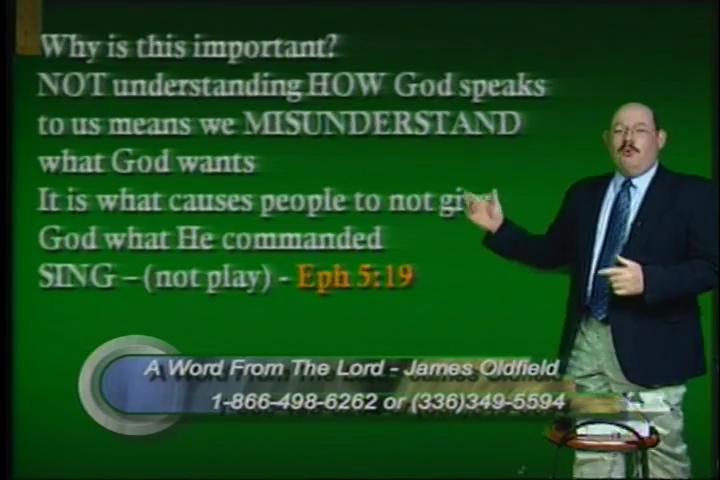 Why is this important?
NOT understanding HOW God speaks
to us means we MISUNDERSTAND
what God wants
It is what causes people to not
God what He commanded
SING – (not play) - Eph 5:19
A Word From The Lord - James Oldfield
1-866-498-6262 or (336)349-5594